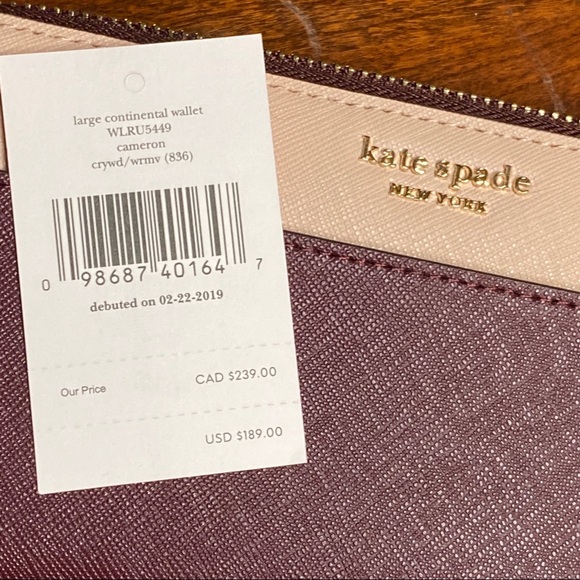 large continental wallet
WLRU5449
cameron
crywd/wrmv (836)
0 98687 40164 7
debuted on 02-22-2019
Our Price CAD $239.00
USD $189.00
kate spade
NEW YORK